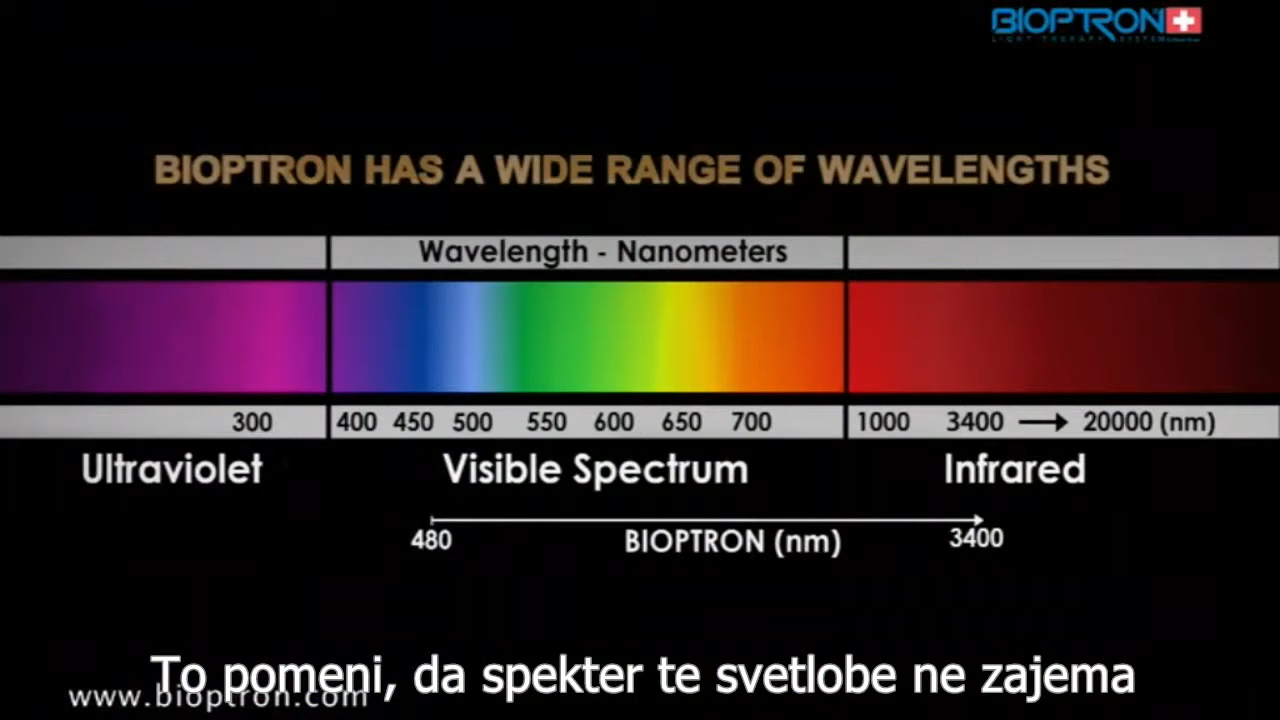 BIOPTRON
BIOPTRON HAS A WIDE RANGE OF WAVELENGTHS
Wavelength - Nanometers
300 400 450 500 550 600 650 700 1000 3400 → 20000 (nm)
Ultraviolet Visible Spectrum Infrared
480 BIOPTRON (nm) 3400
To pomeni, da spekter te svetlobe ne zajema
www.bioptron.com